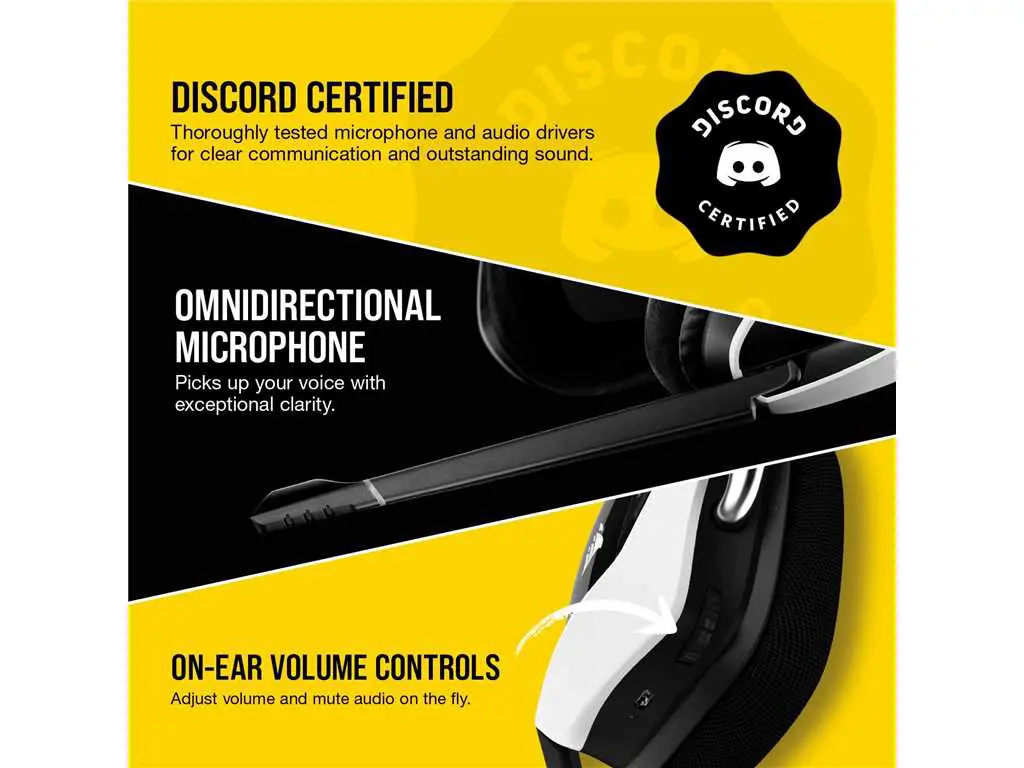 DISCORD CERTIFIED
Thoroughly tested microphone and audio drivers
for clear communication and outstanding sound.
DISCORD
CERTIFIED
OMNIDIRECTIONAL
MICROPHONE
Picks up your voice with
exceptional clarity.
ON-EAR VOLUME CONTROLS
Adjust volume and mute audio on the fly.